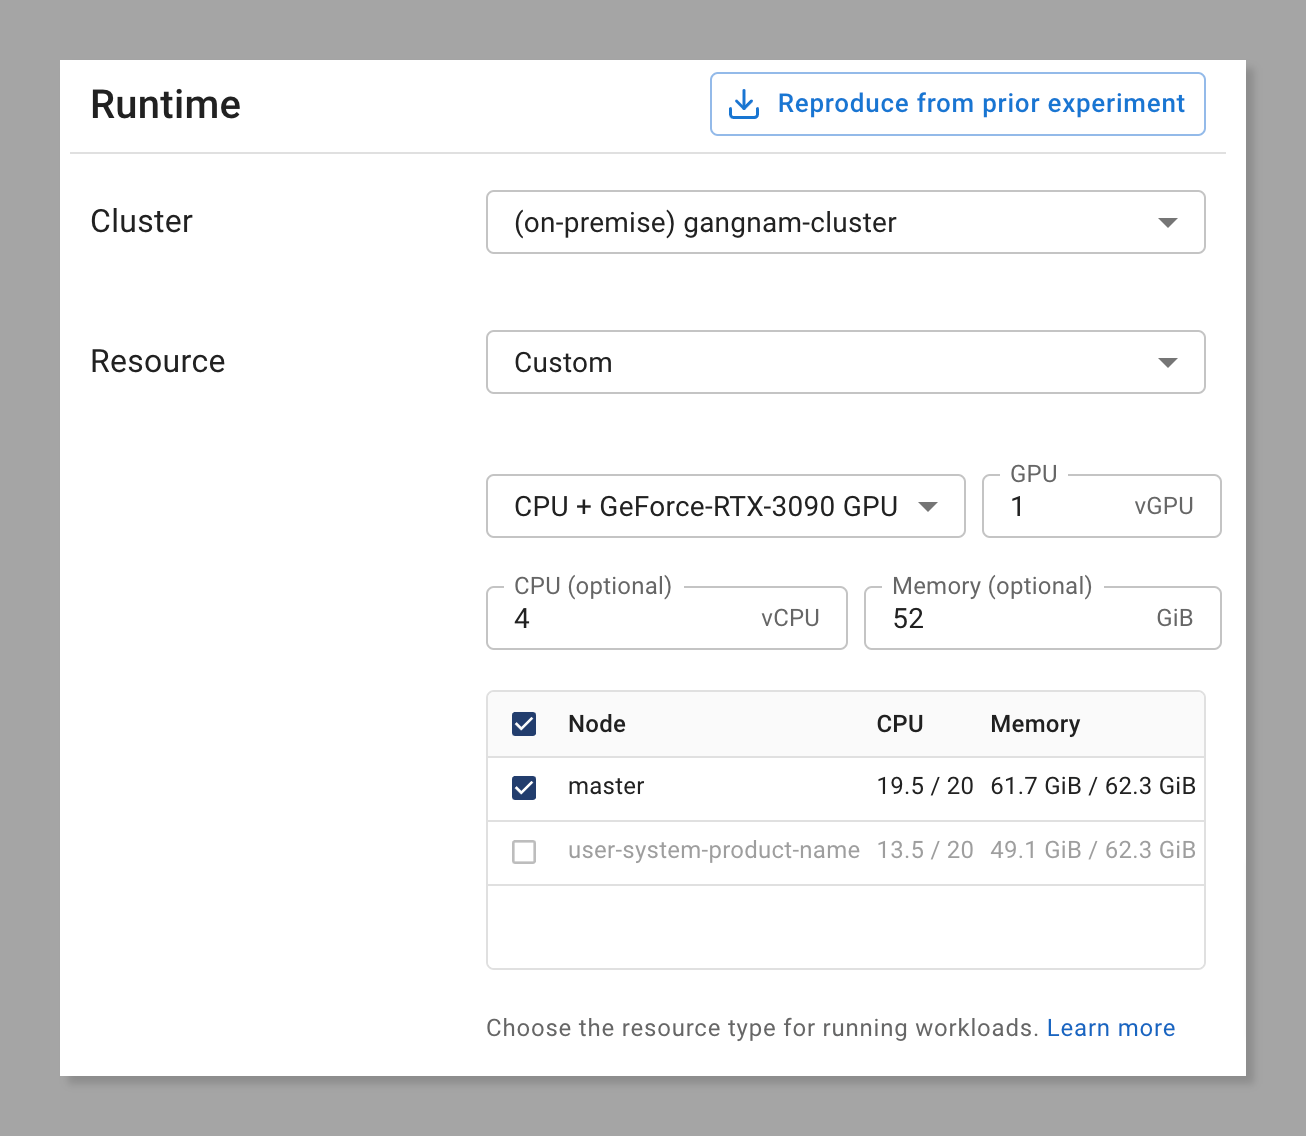 Runtime
Reproduce from prior experiment
Cluster
(on-premise) gangnam-cluster
Resource
Custom
CPU + GeForce-RTX-3090 GPU
GPU
1 vGPU
CPU (optional)
4 vCPU
Memory (optional)
52 GiB
Node CPU Memory
master 19.5 / 20 61.7 GiB / 62.3 GiB
user-system-product-name 13.5 / 20 49.1 GiB / 62.3 GiB
Choose the resource type for running workloads. Learn more